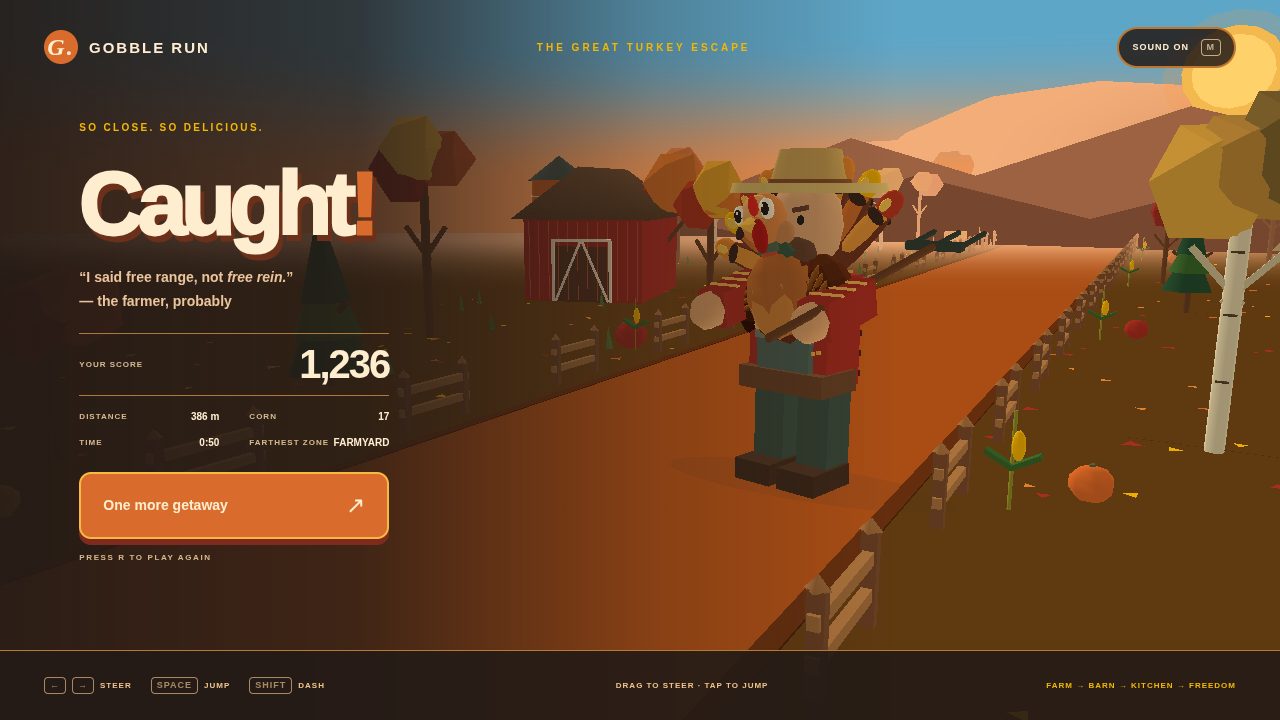 G. GOBBLE RUN
THE GREAT TURKEY ESCAPE
SOUND ON M
SO CLOSE. SO DELICIOUS.
Caught!
“I said free range, not free rein.”
— the farmer, probably
YOUR SCORE 1,236
DISTANCE 386 m CORN 17
TIME 0:50 FARTHEST ZONE FARMYARD
One more getaway ↗
PRESS R TO PLAY AGAIN
← → STEER SPACE JUMP SHIFT DASH
DRAG TO STEER · TAP TO JUMP
FARM → BARN → KITCHEN → FREEDOM